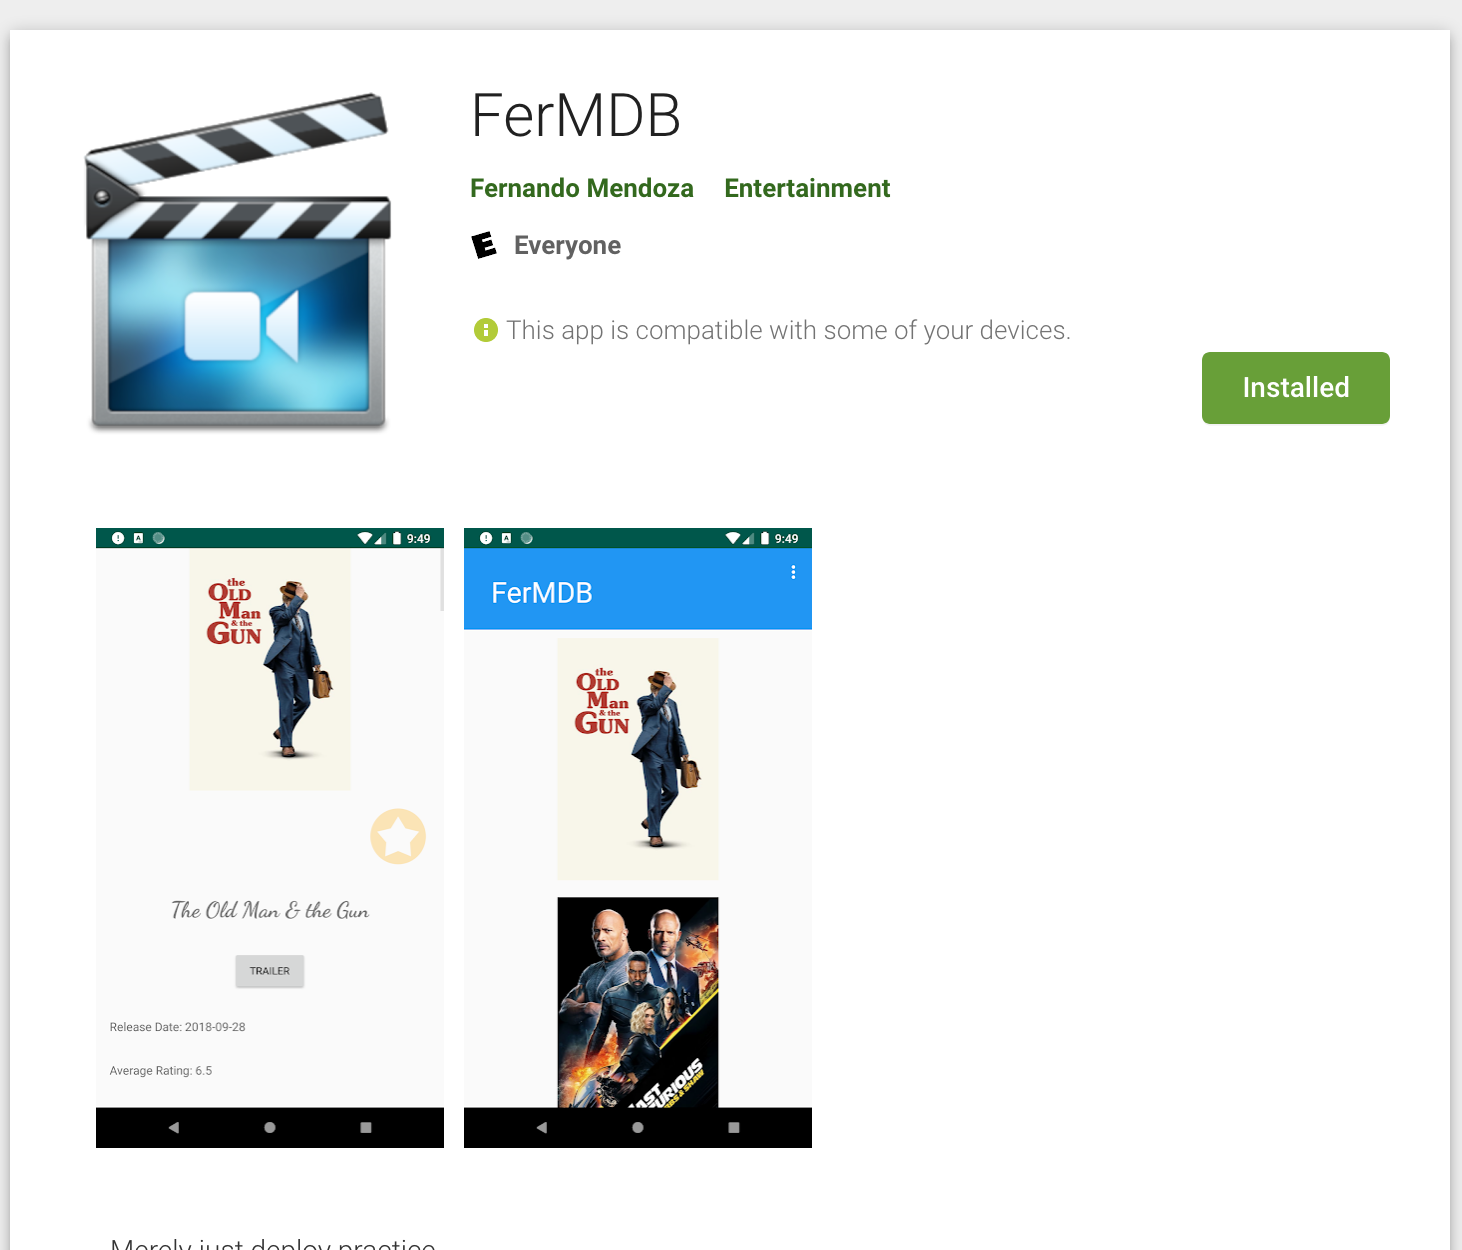 FerMDB
Fernando Mendoza Entertainment
E Everyone
This app is compatible with some of your devices.
Installed
9:49
the
OLD
MAN
& the
GUN
The Old Man & the Gun
TRAILER
Release Date: 2018-09-28
Average Rating: 6.5
9:49
FerMDB
the
OLD
MAN
& the
GUN
Merely just deploy practice